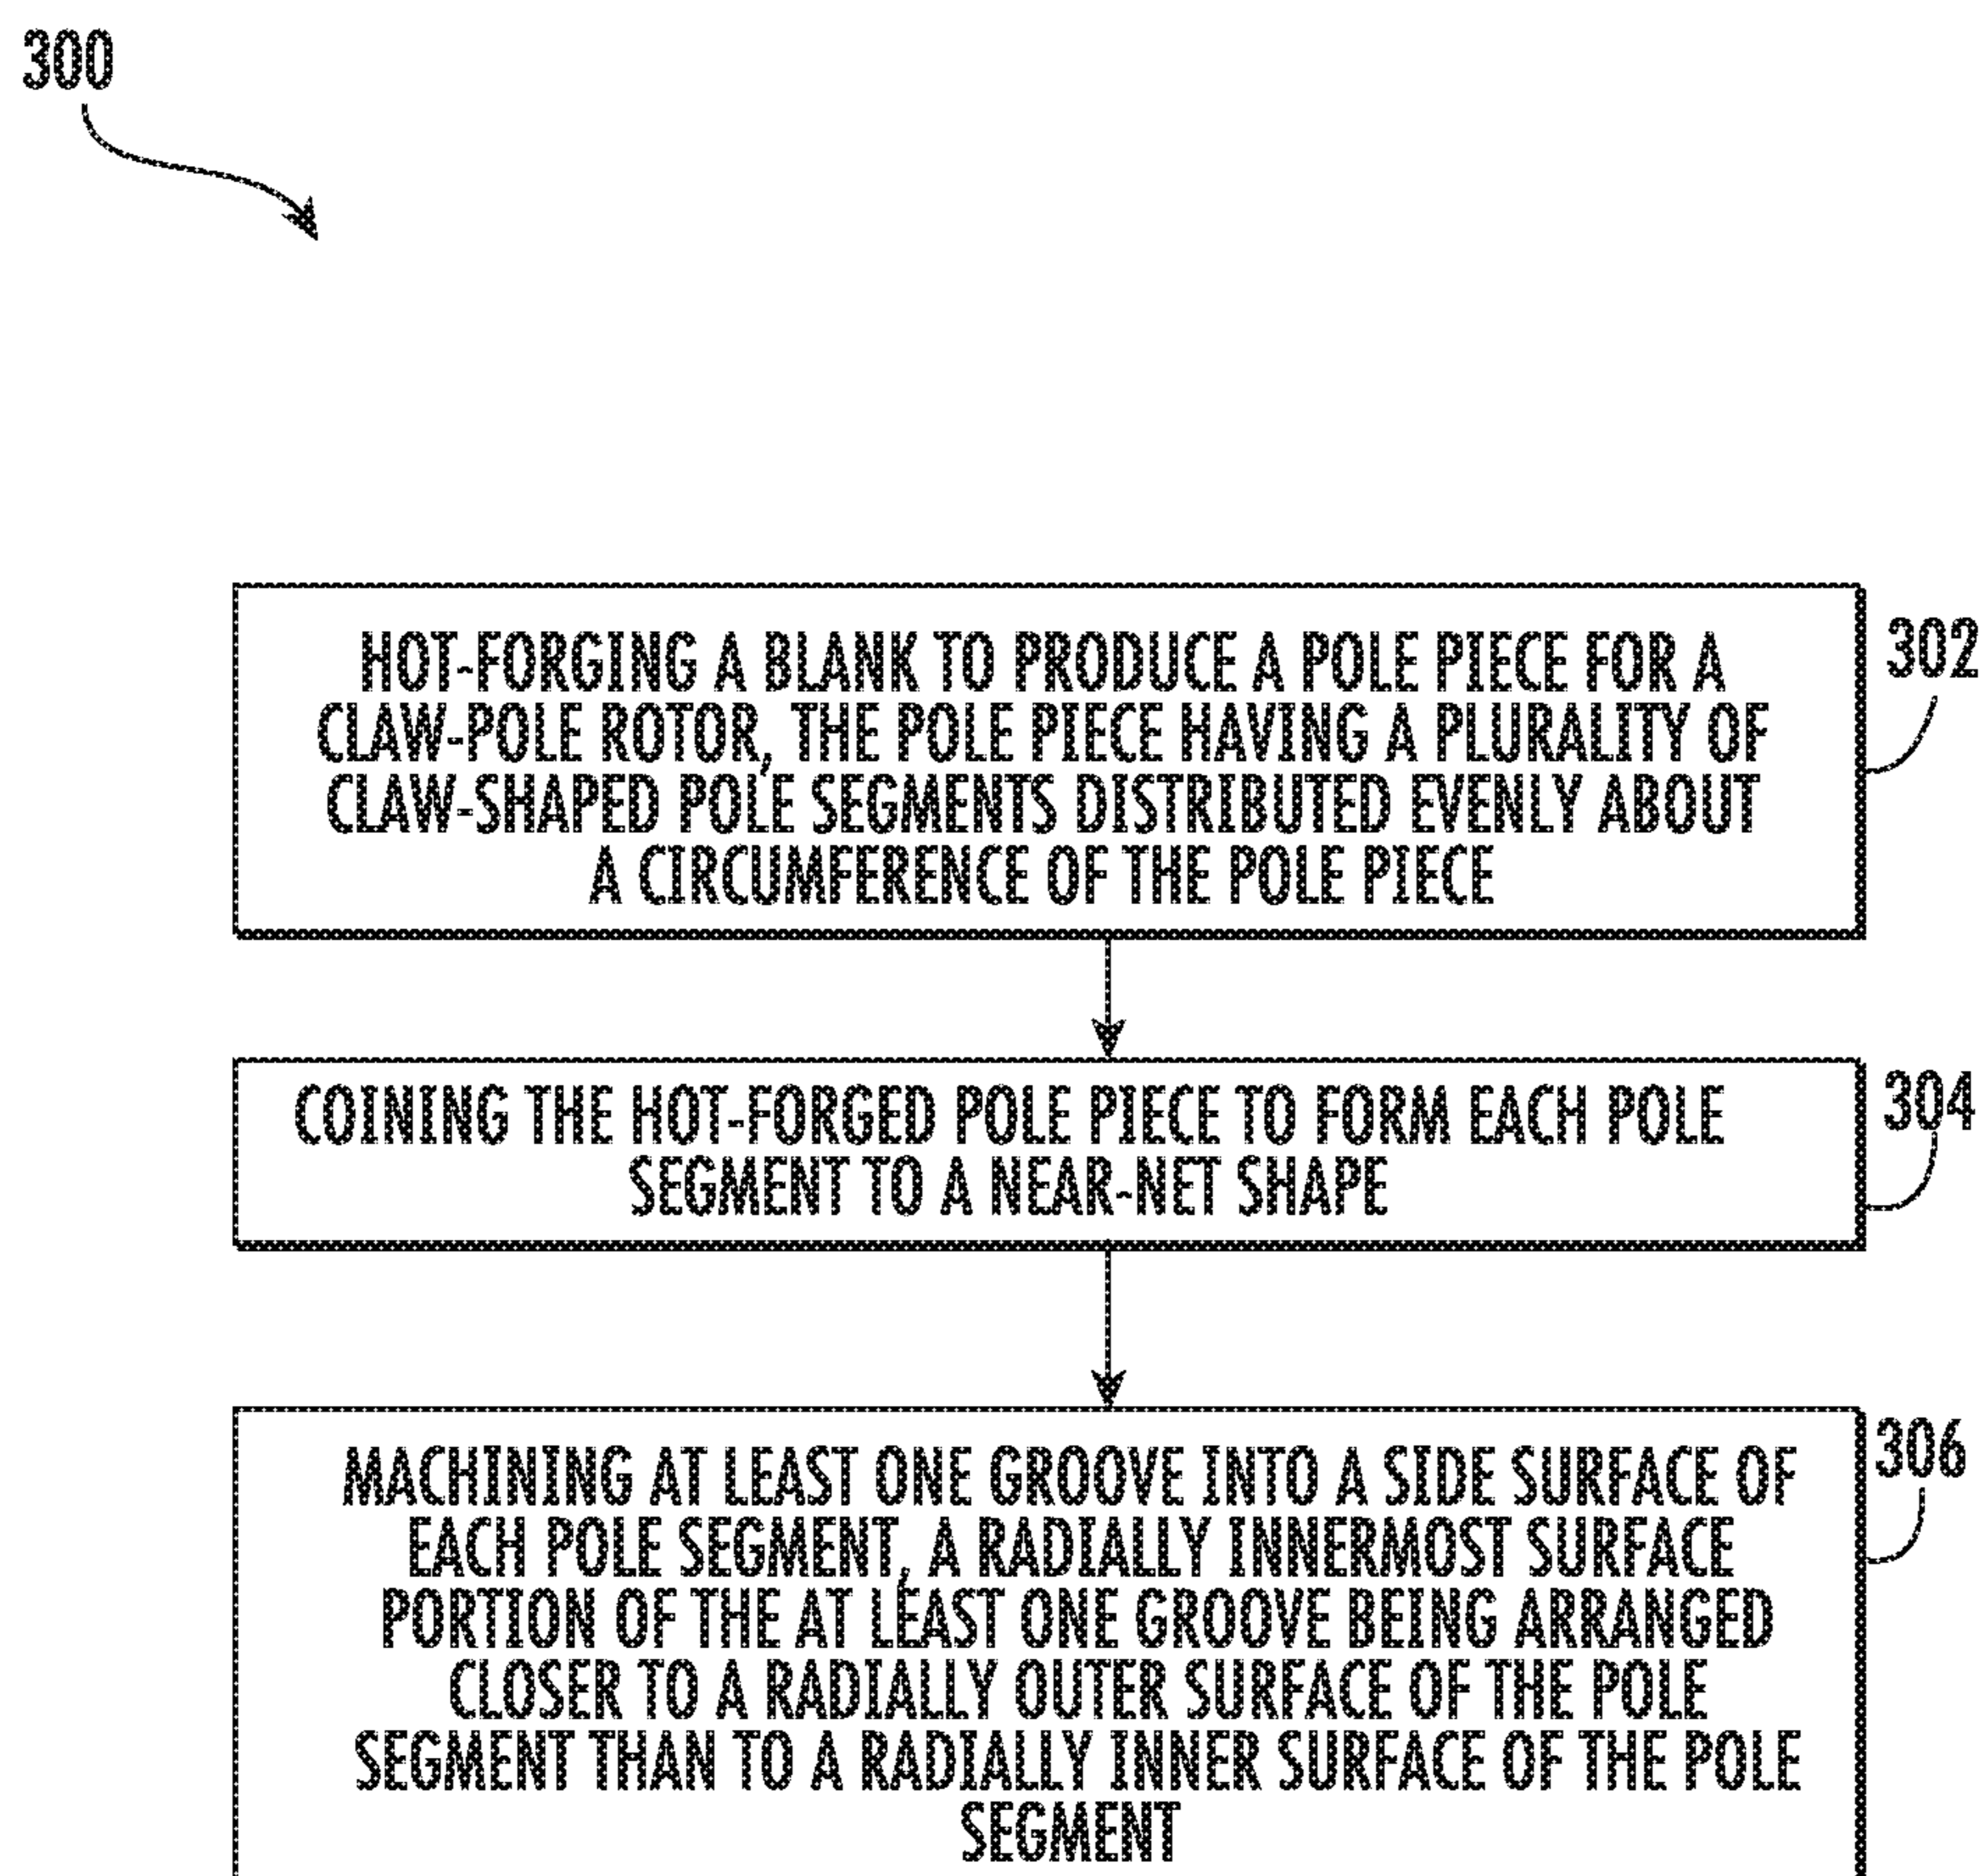 300
HOT-FORGING A BLANK TO PRODUCE A POLE PIECE FOR A
CLAW-POLE ROTOR, THE POLE PIECE HAVING A PLURALITY OF
CLAW-SHAPED POLE SEGMENTS DISTRIBUTED EVENLY ABOUT
A CIRCUMFERENCE OF THE POLE PIECE
302
COINING THE HOT-FORGED POLE PIECE TO FORM EACH POLE
SEGMENT TO A NEAR-NET SHAPE
304
MACHINING AT LEAST ONE GROOVE INTO A SIDE SURFACE OF
EACH POLE SEGMENT, A RADIALLY INNERMOST SURFACE
PORTION OF THE AT LEAST ONE GROOVE BEING ARRANGED
CLOSER TO A RADIALLY OUTER SURFACE OF THE POLE
SEGMENT THAN TO A RADIALLY INNER SURFACE OF THE POLE
SEGMENT
306